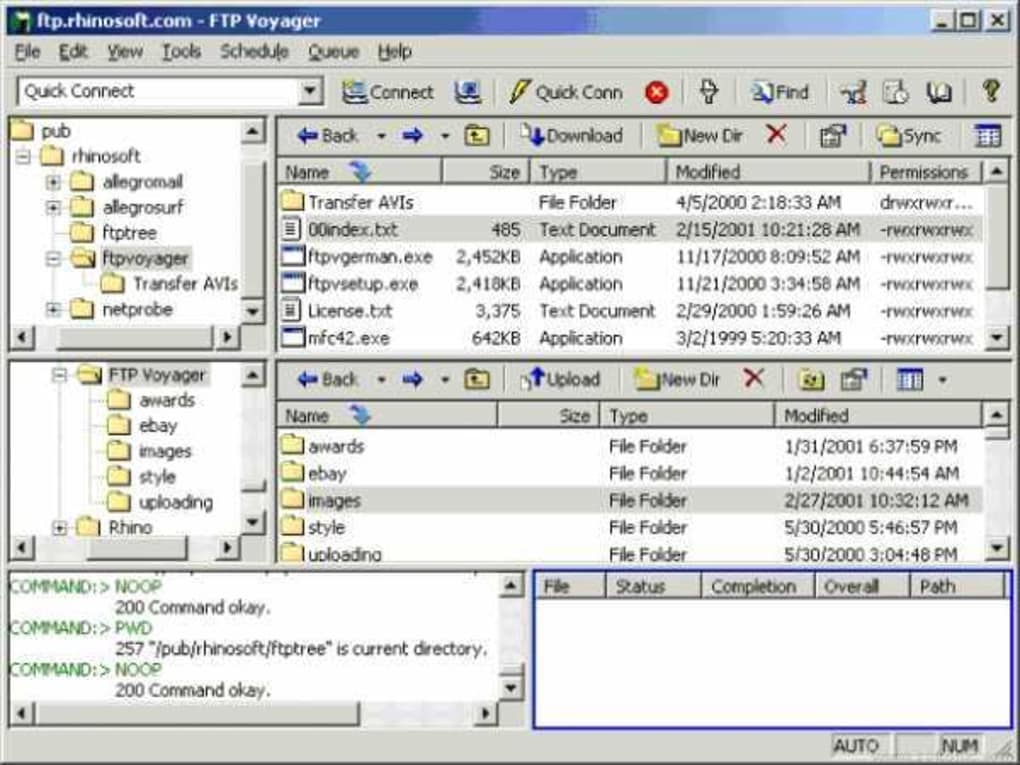 ftp.rhinosoft.com - FTP Voyager
File Edit View Tools Schedule Queue Help
Quick Connect Connect Quick Conn Find
pub
rhinosoft
allegromail
allegrosurf
ftptree
ftpvoyager
Transfer AVIs
netprobe
Back Download New Dir Sync
Name Size Type Modified Permissions
Transfer AVIs File Folder 4/5/2000 2:18:33 AM drwxrwxr...
00index.txt 485 Text Document 2/15/2001 10:21:28 AM -rwxrwxrwx
ftpvgerman.exe 2,452KB Application 11/17/2000 8:09:52 AM -rwxrwxrwx
ftpvsetup.exe 2,418KB Application 11/21/2000 3:34:58 AM -rwxrwxrwx
License.txt 3,375 Text Document 2/29/2000 1:59:26 AM -rwxrwxrwx
mfc42.exe 642KB Application 3/2/1999 5:20:33 AM -rwxrwxrwx
FTP Voyager
awards
ebay
images
style
uploading
Rhino
Back Upload New Dir
Name Size Type Modified
awards File Folder 1/31/2001 6:37:59 PM
ebay File Folder 1/2/2001 10:44:54 AM
images File Folder 2/27/2001 10:32:12 AM
style File Folder 5/30/2000 5:46:57 PM
uploading File Folder 5/30/2000 3:04:48 PM
COMMAND:> NOOP
200 Command okay.
COMMAND:> PWD
257 "/pub/rhinosoft/ftptree" is current directory.
COMMAND:> NOOP
200 Command okay.
File Status Completion Overall Path
AUTO NUM